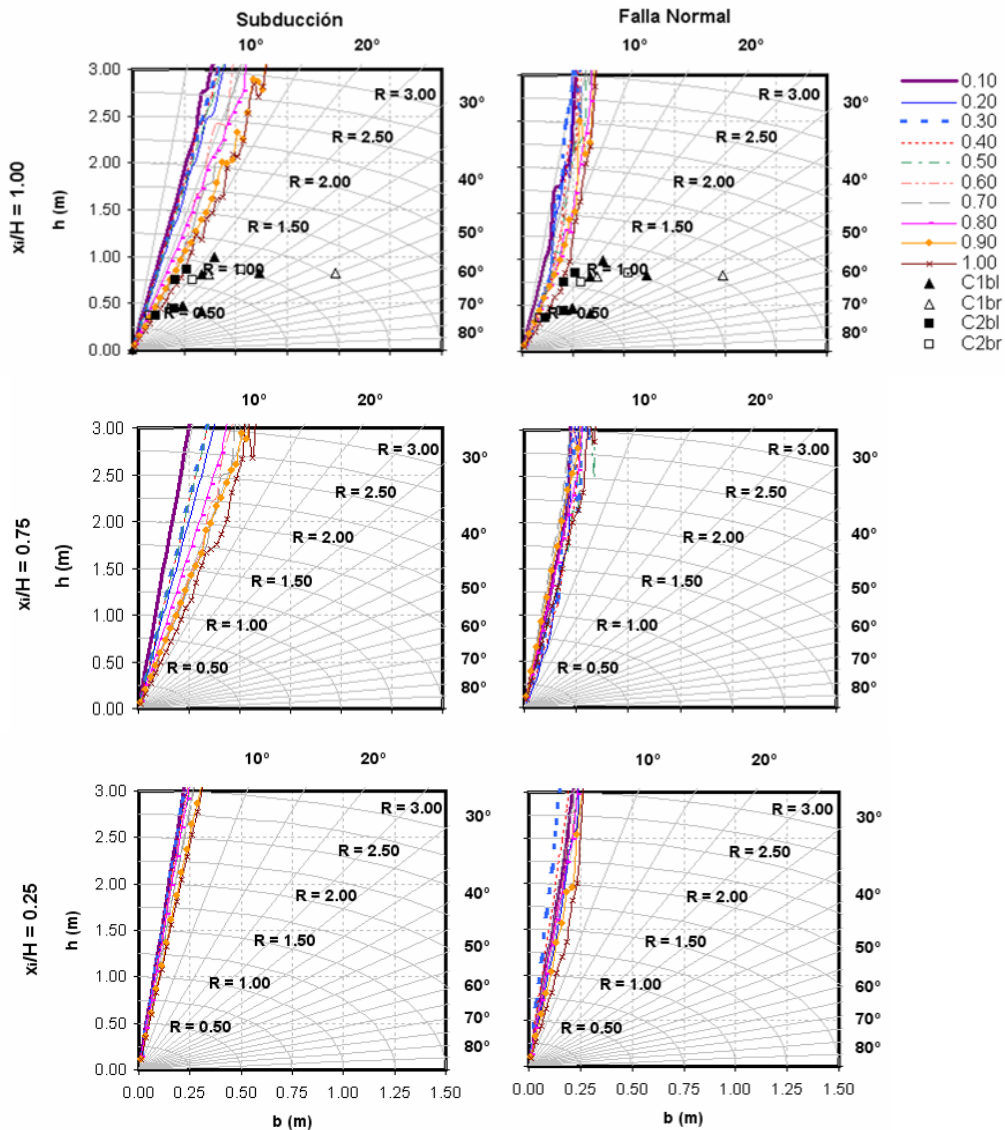 Subducción
Falla Normal
10°
20°
10°
20°
3.00
2.50
2.00
1.50
1.00
0.50
0.00
h (m)
xi/H = 1.00
R = 3.00
R = 2.50
R = 2.00
R = 1.50
R = 1.00
R = 0.50
30°
40°
50°
60°
70°
80°
R = 3.00
R = 2.50
R = 2.00
R = 1.50
R = 1.00
R = 0.50
30°
40°
50°
60°
70°
80°
0.10
0.20
0.30
0.40
0.50
0.60
0.70
0.80
0.90
1.00
C1bl
C1br
C2bl
C2br
10°
20°
10°
20°
3.00
2.50
2.00
1.50
1.00
0.50
0.00
h (m)
xi/H = 0.75
R = 3.00
R = 2.50
R = 2.00
R = 1.50
R = 1.00
R = 0.50
30°
40°
50°
60°
70°
80°
R = 3.00
R = 2.50
R = 2.00
R = 1.50
R = 1.00
R = 0.50
30°
40°
50°
60°
70°
80°
10°
20°
10°
20°
3.00
2.50
2.00
1.50
1.00
0.50
0.00
h (m)
xi/H = 0.25
R = 3.00
R = 2.50
R = 2.00
R = 1.50
R = 1.00
R = 0.50
30°
40°
50°
60°
70°
80°
R = 3.00
R = 2.50
R = 2.00
R = 1.50
R = 1.00
R = 0.50
30°
40°
50°
60°
70°
80°
0.00 0.25 0.50 0.75 1.00 1.25 1.50
b (m)
0.00 0.25 0.50 0.75 1.00 1.25 1.50
b (m)